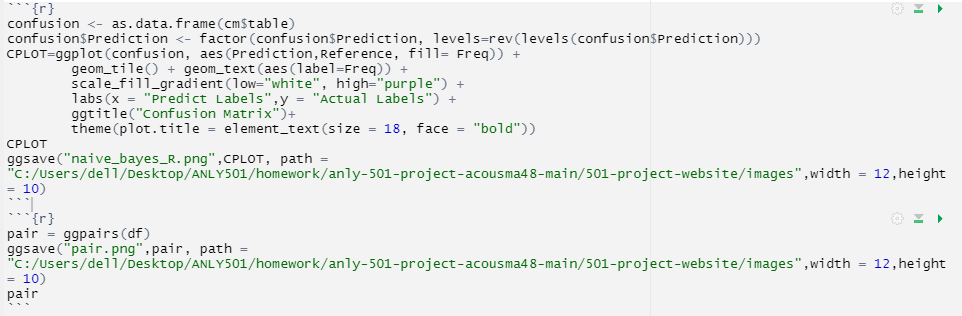 ```{r}
confusion <- as.data.frame(cm$table)
confusion$Prediction <- factor(confusion$Prediction, levels=rev(levels(confusion$Prediction)))
CPLOT=ggplot(confusion, aes(Prediction,Reference, fill= Freq)) +
        geom_tile() + geom_text(aes(label=Freq)) +
        scale_fill_gradient(low="white", high="purple") +
        labs(x = "Predict Labels",y = "Actual Labels") +
        ggtitle("Confusion Matrix")+
        theme(plot.title = element_text(size = 18, face = "bold"))
CPLOT
ggsave("naive_bayes_R.png",CPLOT, path =
"C:/Users/dell/Desktop/ANLY501/homework/anly-501-project-acousma48-main/501-project-website/images",width = 12,height
= 10)
```
```{r}
pair = ggpairs(df)
ggsave("pair.png",pair, path =
"C:/Users/dell/Desktop/ANLY501/homework/anly-501-project-acousma48-main/501-project-website/images",width = 12,height
= 10)
pair
```